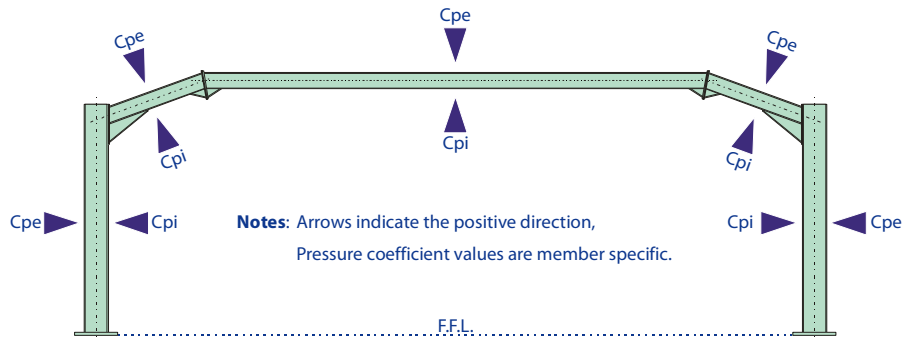 Cpe
Cpe
Cpe
Cpi
Cpi
Cpi
Cpe
Cpi
Notes: Arrows indicate the positive direction,
Cpi
Cpe
Pressure coefficient values are member specific.
F.F.L.